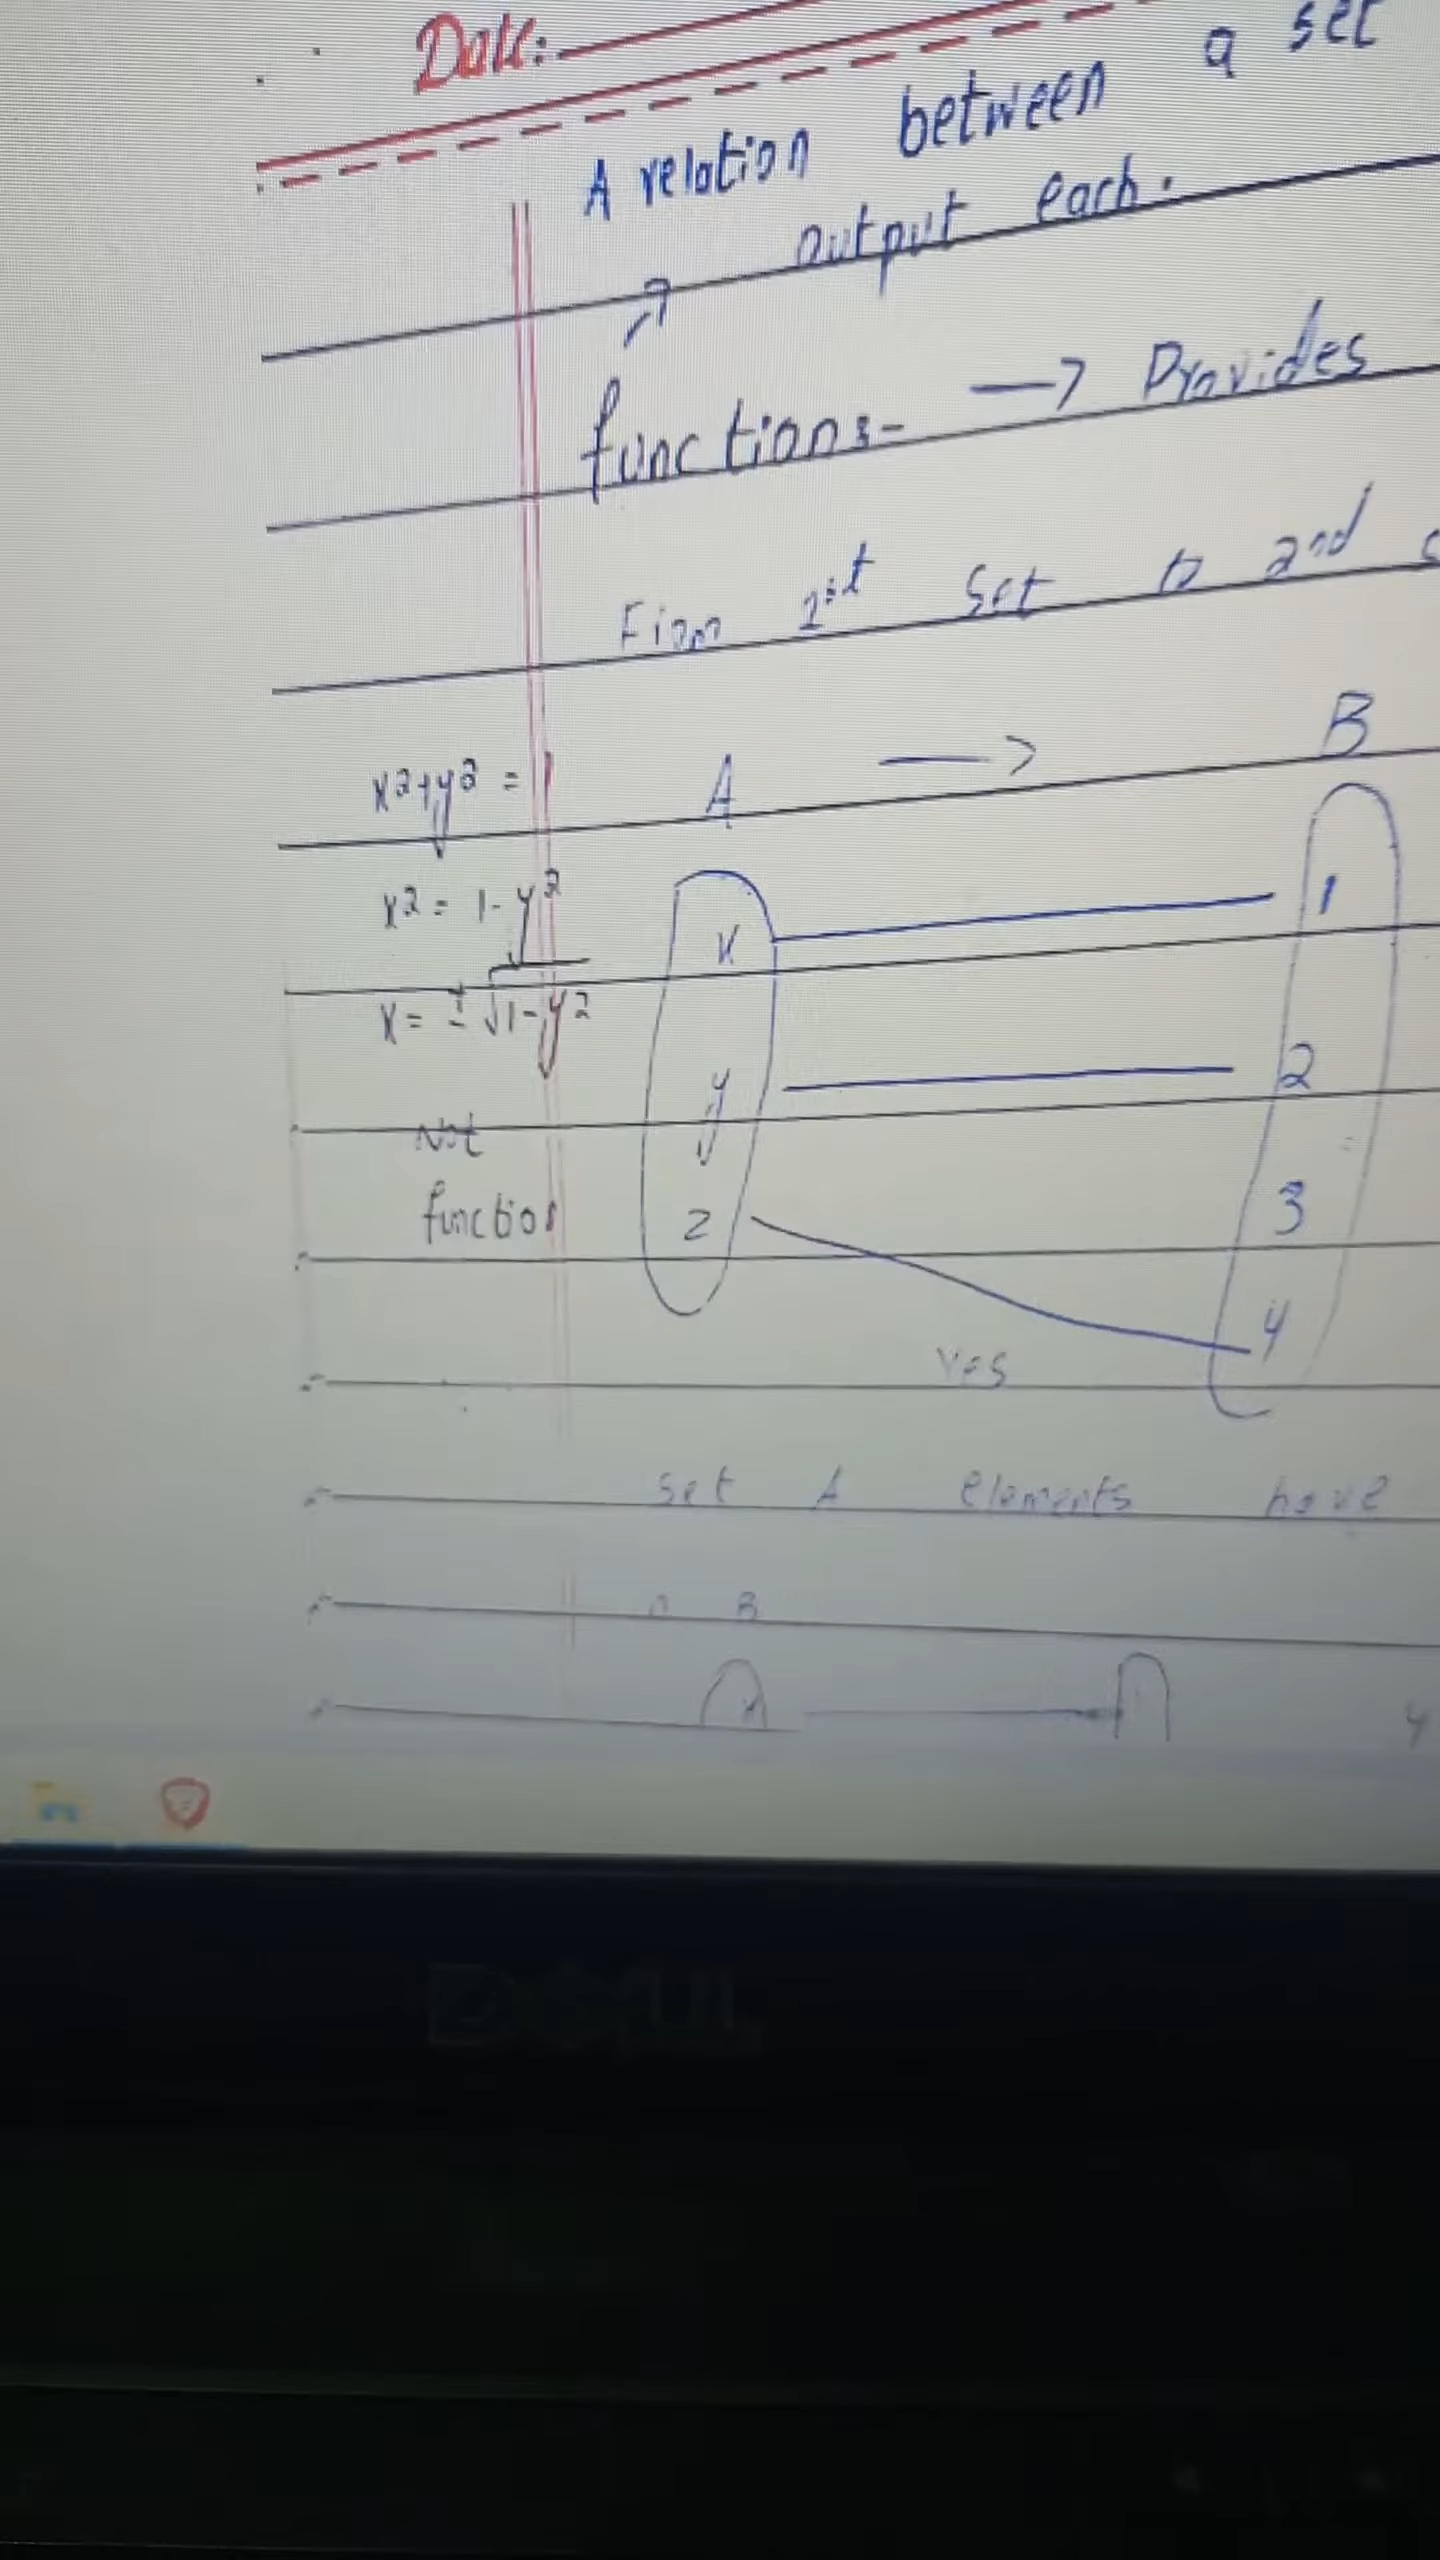 Date:
A relation between a set
output each.
functions- → Provides
From 1st Set to 2nd
A → B
x²+y² = 1
x² = 1-y²
x = ± √1-y²
Not
function
x 1
y 2
z 3
4
Yes
Set A elements have
B
y